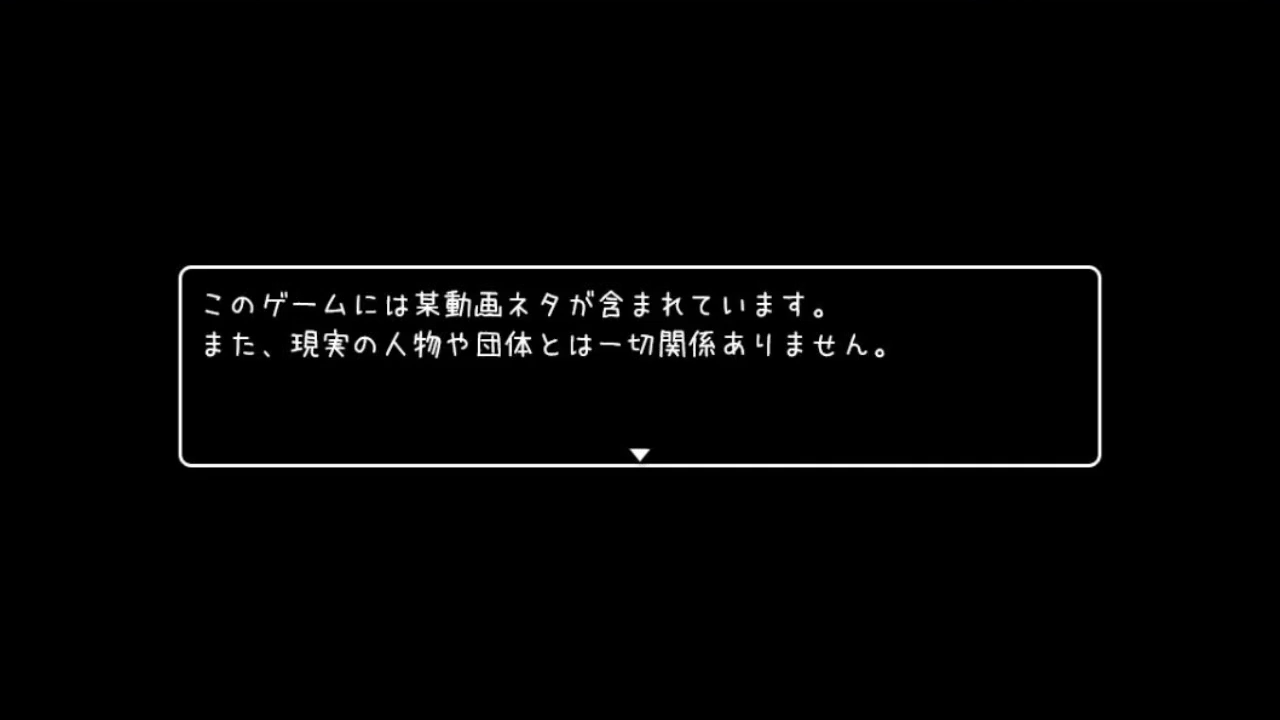 このゲームには某動画ネタが含まれています。
また、現実の人物や団体とは一切関係ありません。